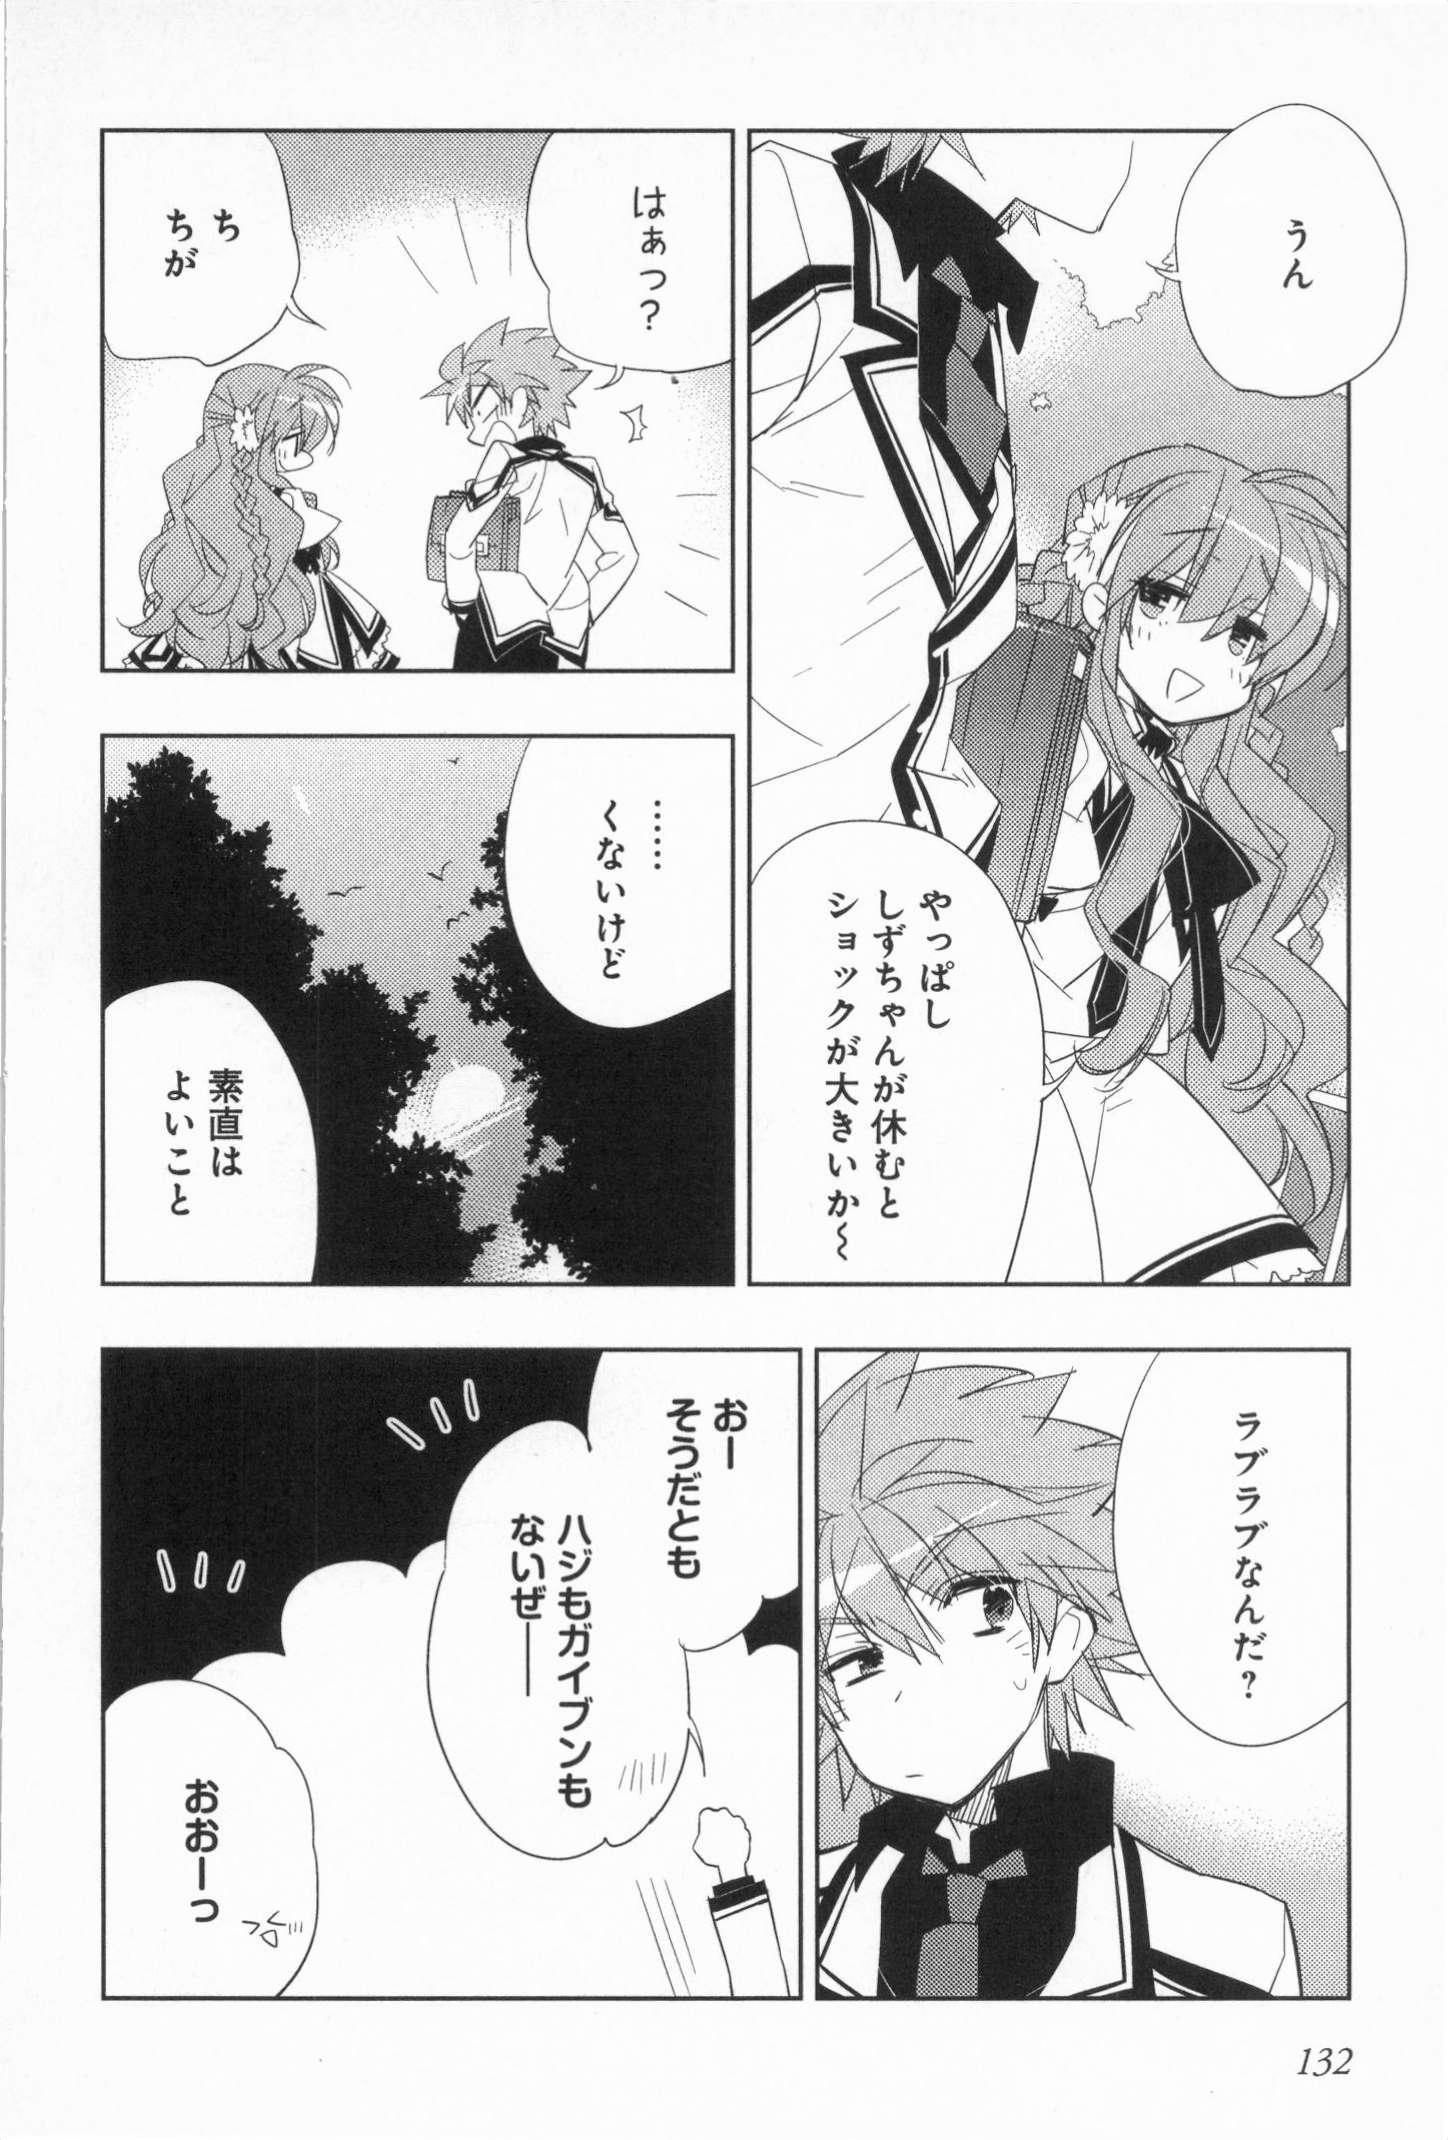 うん
やっぱし
しずちゃんが休むと
ショックが大きいか〜
はぁっ?
ち
ちが
……
くないけど
素直は
よいこと
ラブラブなんだ?
おー
そうだとも
ハジもガイブンも
ないぜ――
おおーっ
132